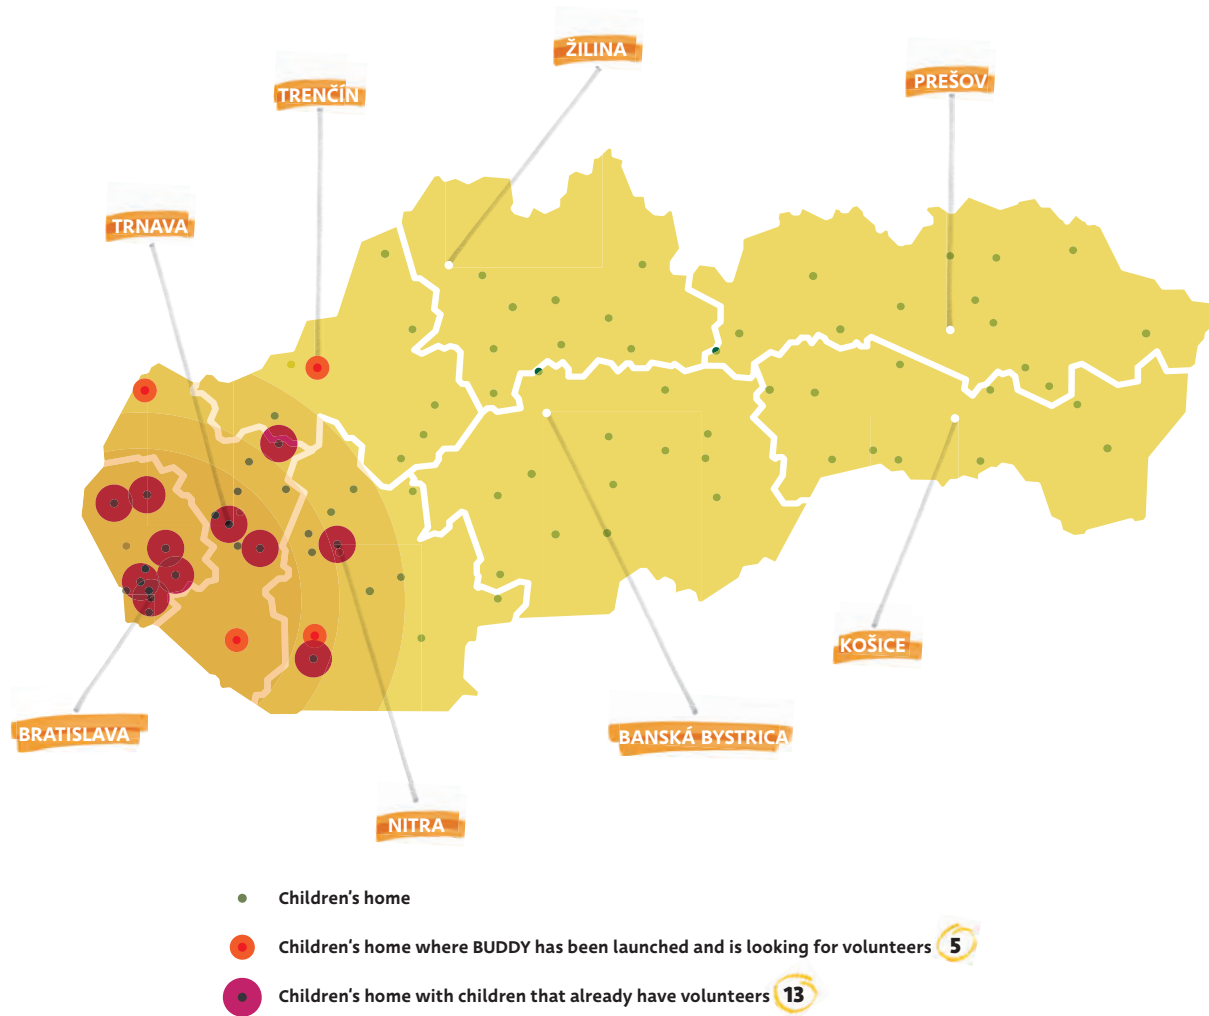 ŽILINA
PREŠOV
TRENČÍN
TRNAVA
KOŠICE
BRATISLAVA
BANSKÁ BYSTRICA
NITRA
Children's home
Children's home where BUDDY has been launched and is looking for volunteers 5
Children's home with children that already have volunteers 13